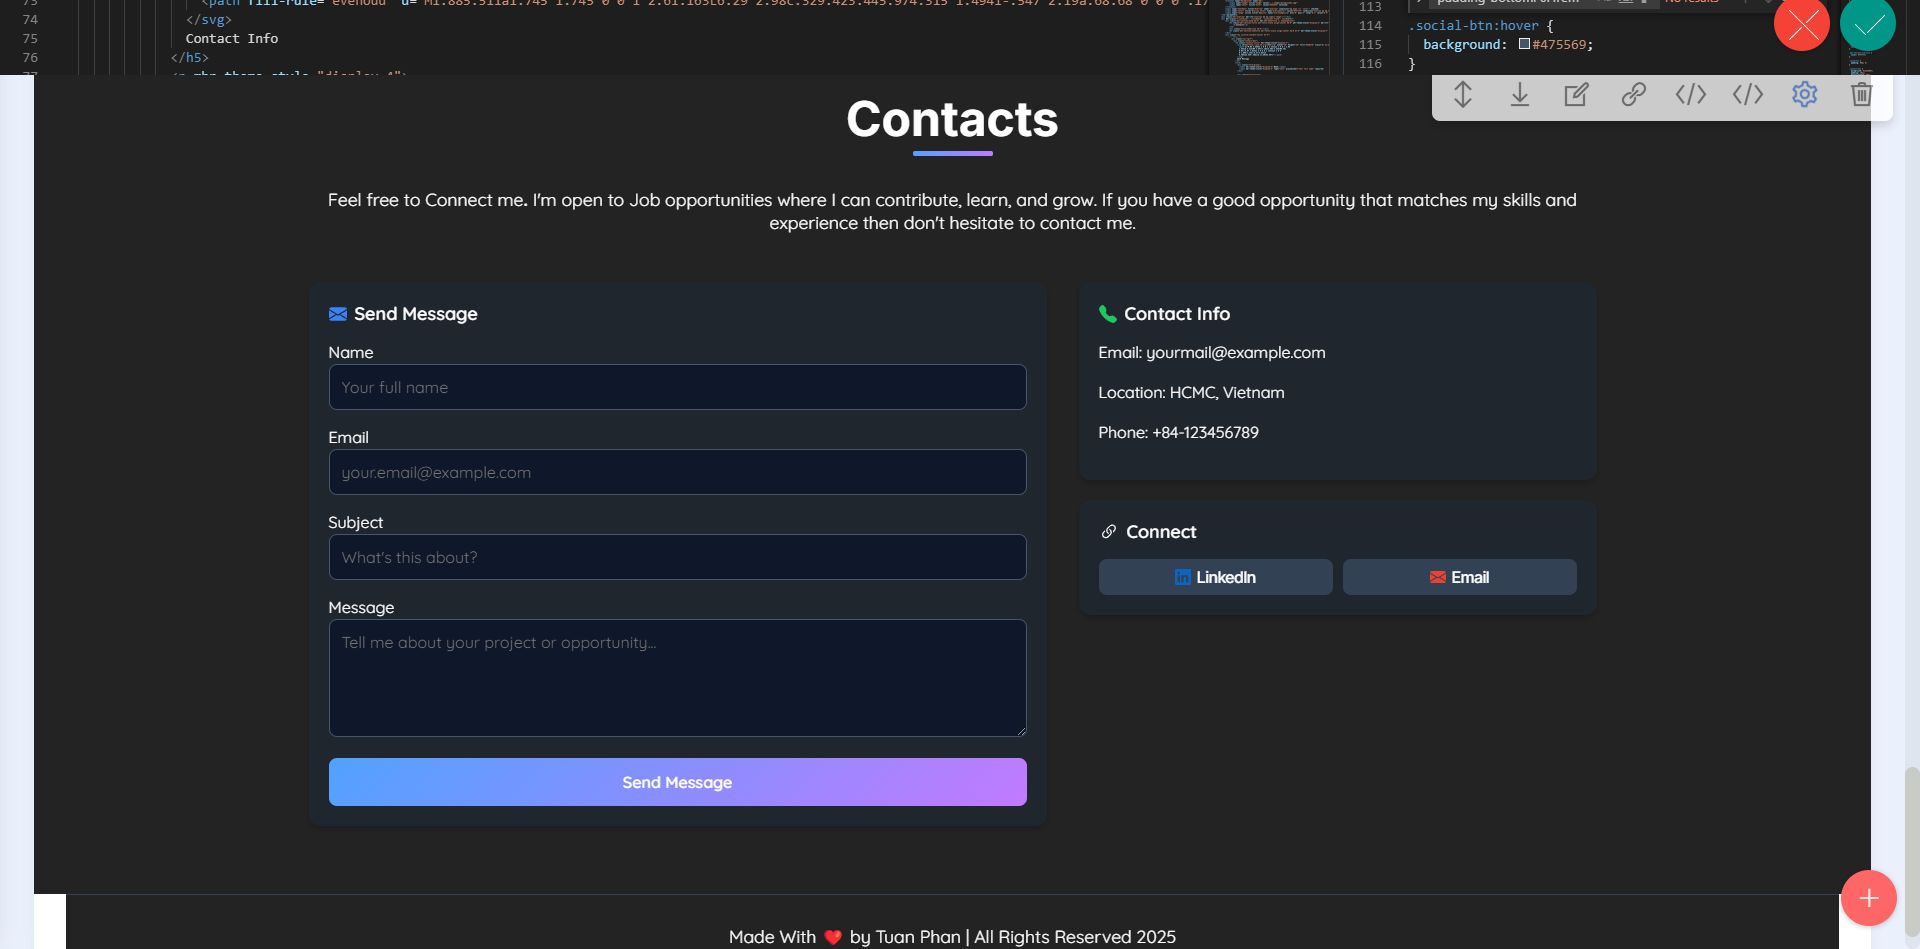 74
</svg>
75
Contact Info
76
</h5>
113
114
.social-btn:hover {
115
background: #475569;
116
}
Contacts
Feel free to Connect me. I'm open to Job opportunities where I can contribute, learn, and grow. If you have a good opportunity that matches my skills and
experience then don't hesitate to contact me.
Send Message
Name
Your full name
Email
your.email@example.com
Subject
What's this about?
Message
Tell me about your project or opportunity...
Send Message
Contact Info
Email: yourmail@example.com
Location: HCMC, Vietnam
Phone: +84-123456789
Connect
LinkedIn
Email
Made With ❤️ by Tuan Phan | All Rights Reserved 2025